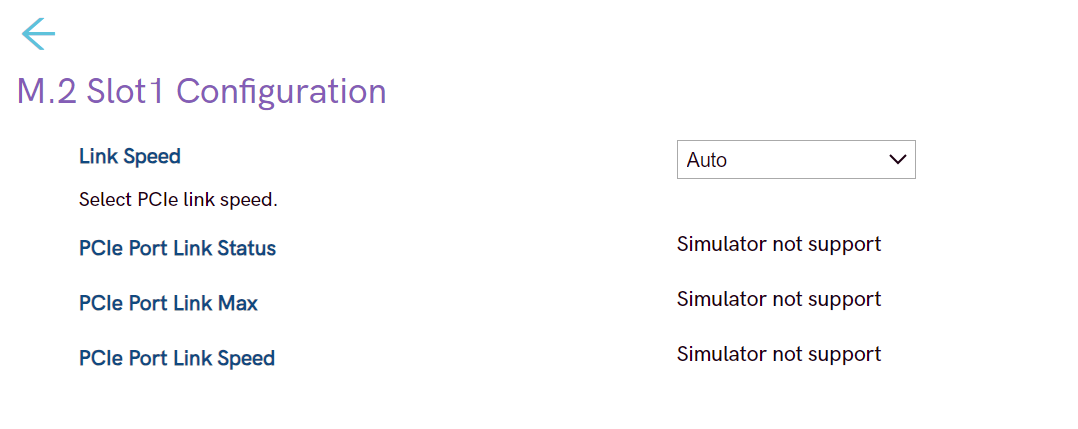 M.2 Slot1 Configuration
Link Speed
Auto
Select PCIe link speed.
PCIe Port Link Status
Simulator not support
PCIe Port Link Max
Simulator not support
PCIe Port Link Speed
Simulator not support